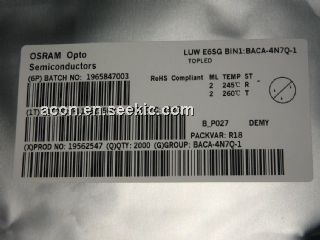 OSRAM Opto
Semiconductors
LUW E6SG BIN1:BACA-4N7Q-1
TOPLED
(6P) BATCH NO: 1965847003
RoHS Compliant ML TEMP ST
2 245°C R
2 260°C T
acon.en.seekic.com
(1T)
B_P027 DEMY
PACKVAR: R18
(X)PROD NO: 19562547 (Q)QTY: 2000 (G)GROUP: BACA-4N7Q-1